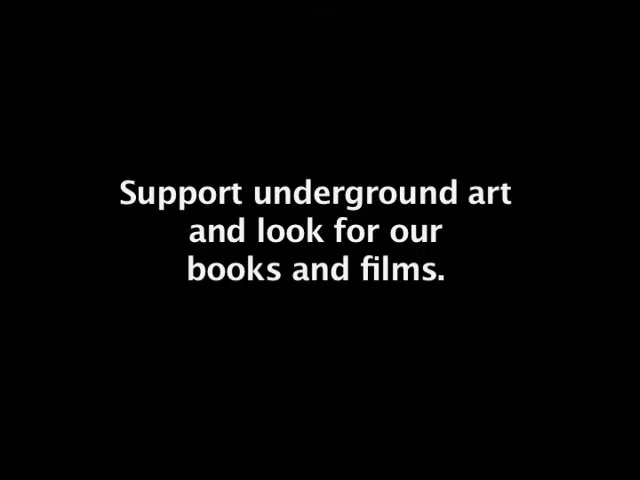 Support underground art
and look for our
books and films.